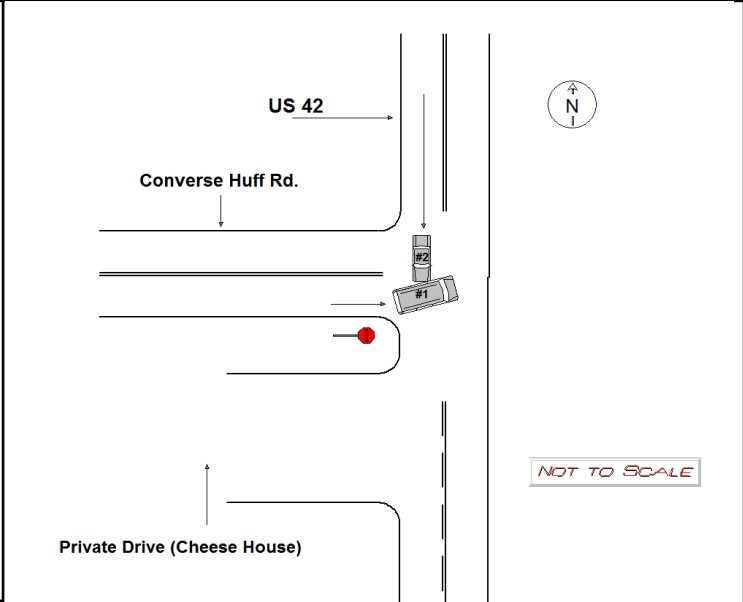 US 42
N
Converse Huff Rd.
#2
#1
NOT TO SCALE
Private Drive (Cheese House)